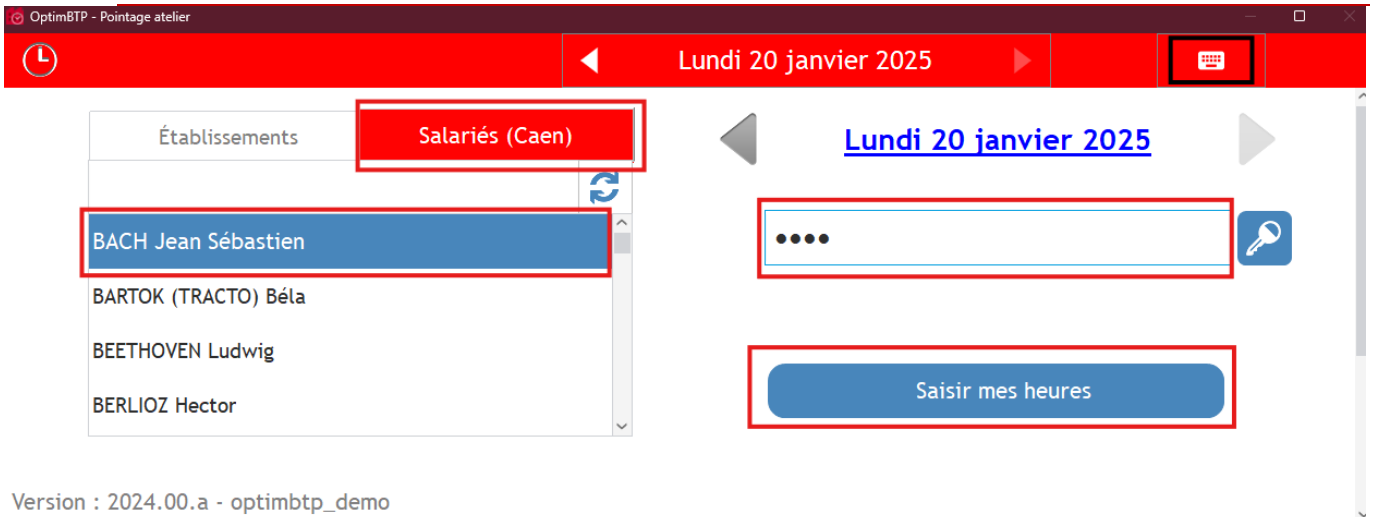 OptimBTP - Pointage atelier
Lundi 20 janvier 2025
Établissements
Salariés (Caen)
Lundi 20 janvier 2025
BACH Jean Sébastien
••••
BARTOK (TRACTO) Béla
BEETHOVEN Ludwig
BERLIOZ Hector
Saisir mes heures
Version : 2024.00.a - optimbtp_demo